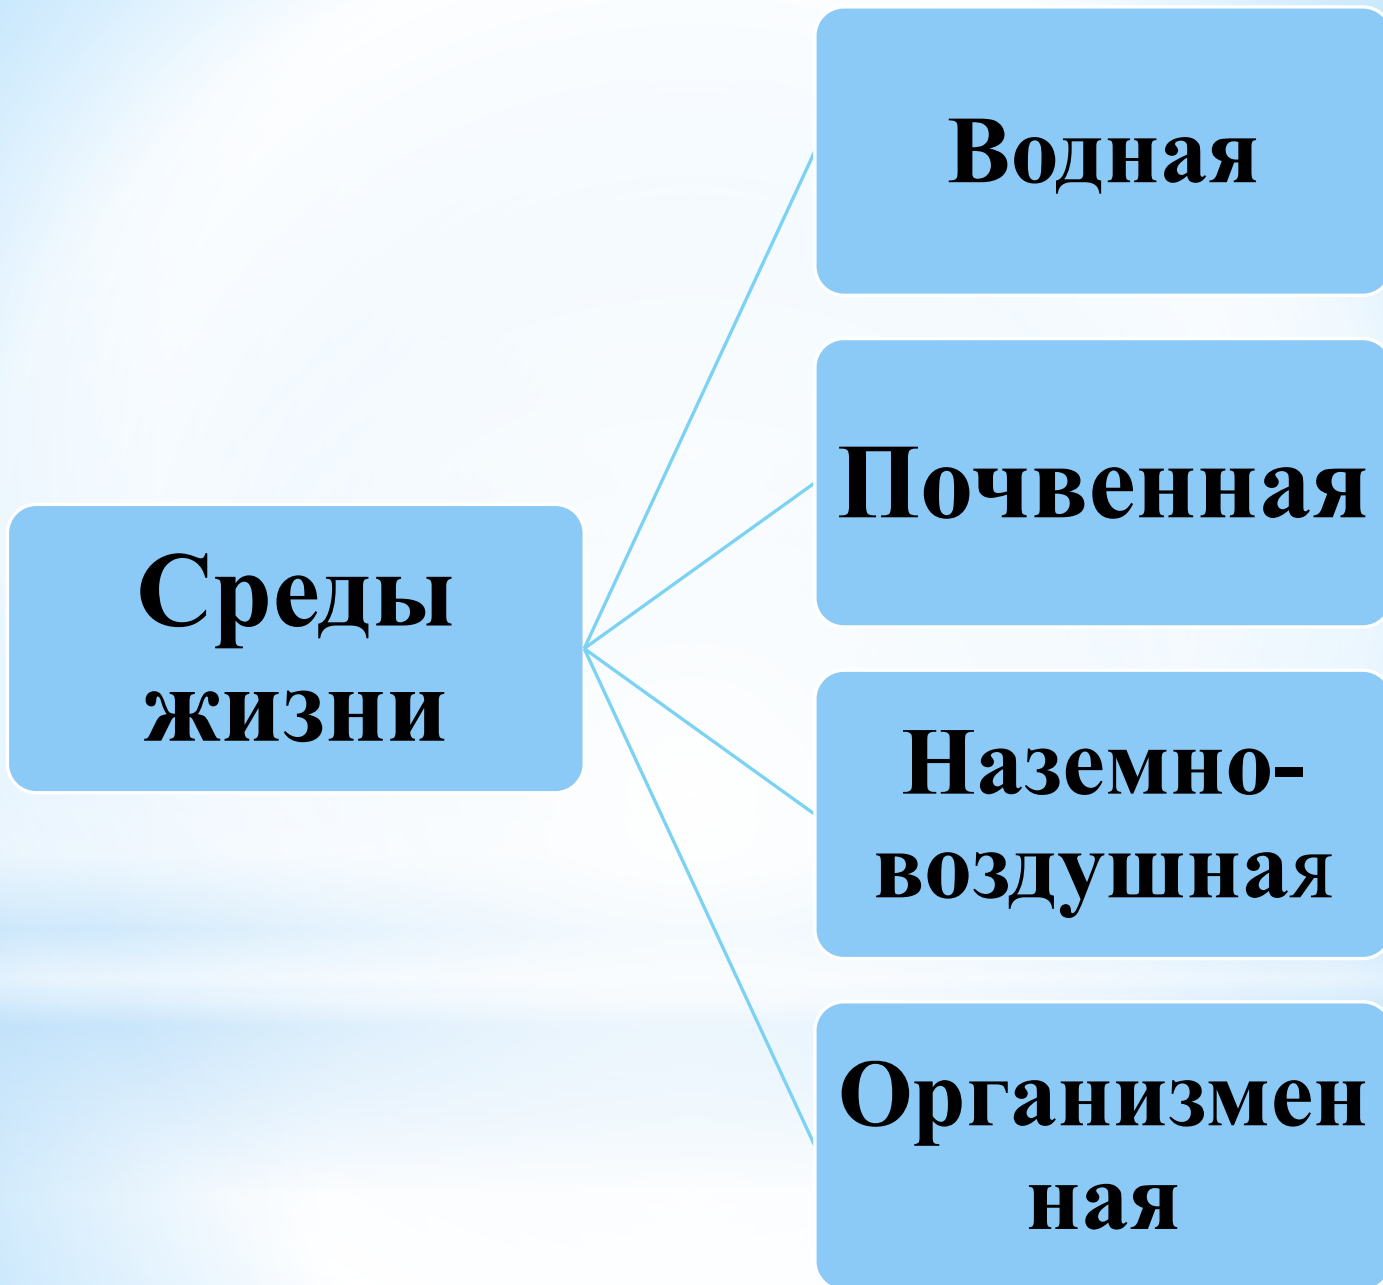 Водная
Почвенная
Среды
жизни
Наземно-
воздушная
Организмен
ная